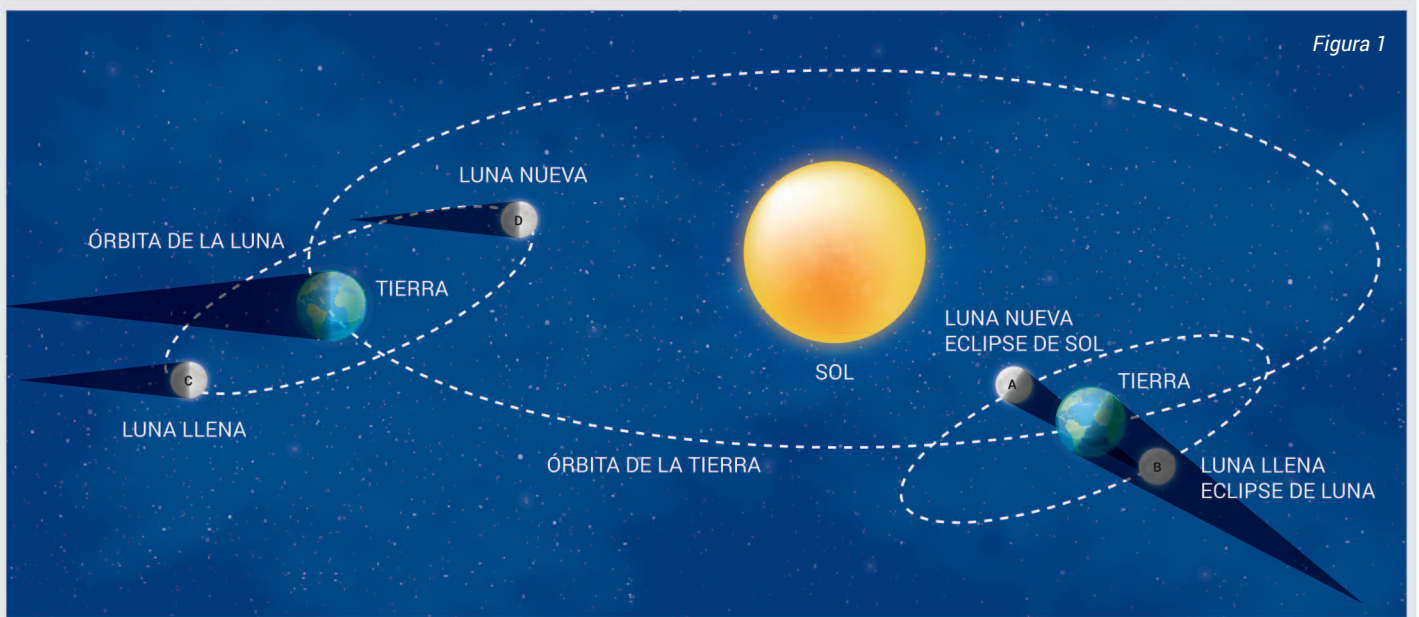 Figura 1
LUNA NUEVA
D
ÓRBITA DE LA LUNA
TIERRA
C
LUNA LLENA
SOL
ÓRBITA DE LA TIERRA
LUNA NUEVA
ECLIPSE DE SOL
A
TIERRA
B
LUNA LLENA
ECLIPSE DE LUNA